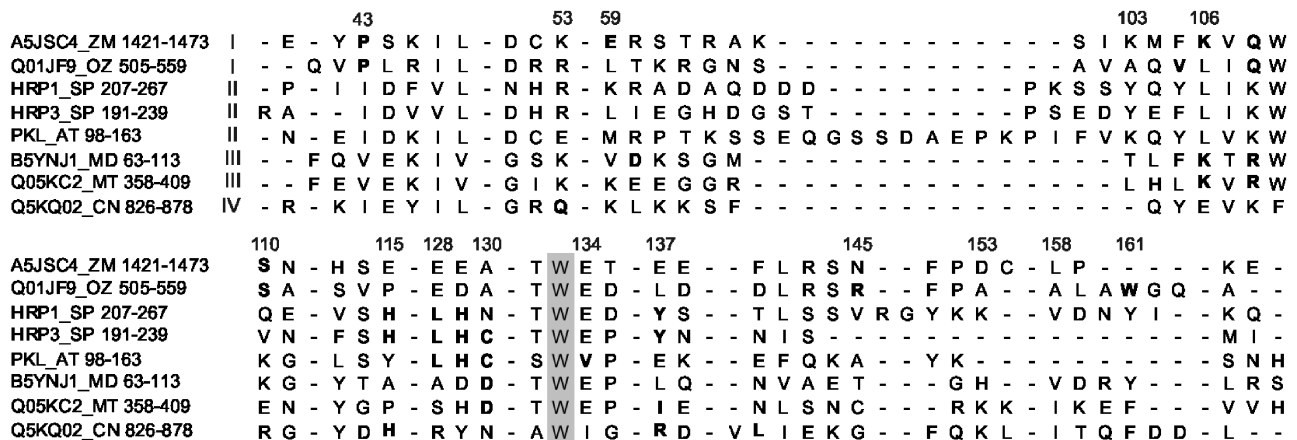 43 53 59 103 106
A5JSC4_ZM 1421-1473 I - E - Y P S K I L - D C K - E R S T R A K - - - - - - - - - - - - S I K M F K V Q W
Q01JF9_OZ 505-559 I - - Q V P L R I L - D R R - L T K R G N S - - - - - - - - - - - - A V A Q V L I Q W
HRP1_SP 207-267 II - P - I I D F V L - N H R - K R A D A Q D D D - - - - - - - - P K S S Y Q Y L I K W
HRP3_SP 191-239 II R A - I D V V L - D H R - L I E G H D G S T - - - - - - - - P S E D Y E F L I K W
PKL_AT 98-163 II - N - E I D K I L - D C E - M R P T K S S E Q G S S D A E P K P I F V K Q Y L V K W
B5YNJ1_MD 63-113 III - - F Q V E K I V - G S K - V D K S G M - - - - - - - - - - - - - - - T L F K T R W
Q05KC2_MT 358-409 III - - F E V E K I V - G I K - K E E G G R - - - - - - - - - - - - - - - L H L K V R W
Q5KQ02_CN 826-878 IV - R - K I E Y I L - G R Q - K L K K S F - - - - - - - - - - - - - - - - Q Y E V K F
110 115 128 130 134 137 145 153 158 161
A5JSC4_ZM 1421-1473 S N - H S E - E E A - T W E T - E E - - F L R S N - - F P D C - L P - - - - K E -
Q01JF9_OZ 505-559 S A - S V P - E D A - T W E D - L D - - D L R S R - - F P A - - A L A W G Q - A - -
HRP1_SP 207-267 Q E - V S H - L H N - T W E D - Y S - - T L S S V R G Y K K - - V D N Y I - - K Q -
HRP3_SP 191-239 V N - F S H - L H C - T W E P - Y N - - N I S - - - - - - - - - - - - - - - M I -
PKL_AT 98-163 K G - L S Y - L H C - S W V P - E K - - E F Q K A - - Y K - - - - - - - - - S N H
B5YNJ1_MD 63-113 K G - Y T A - A D D - T W E P - L Q - - N V A E T - - - G H - - V D R Y - - L R S
Q05KC2_MT 358-409 E N - Y G P - S H D - T W E P - I E - - N L S N C - - - R K K - I K E F - - V V H
Q5KQ02_CN 826-878 R G - Y D H - R Y N - A W I G - R D - V L I E K G - - F Q K L - I T Q F D D - L - -